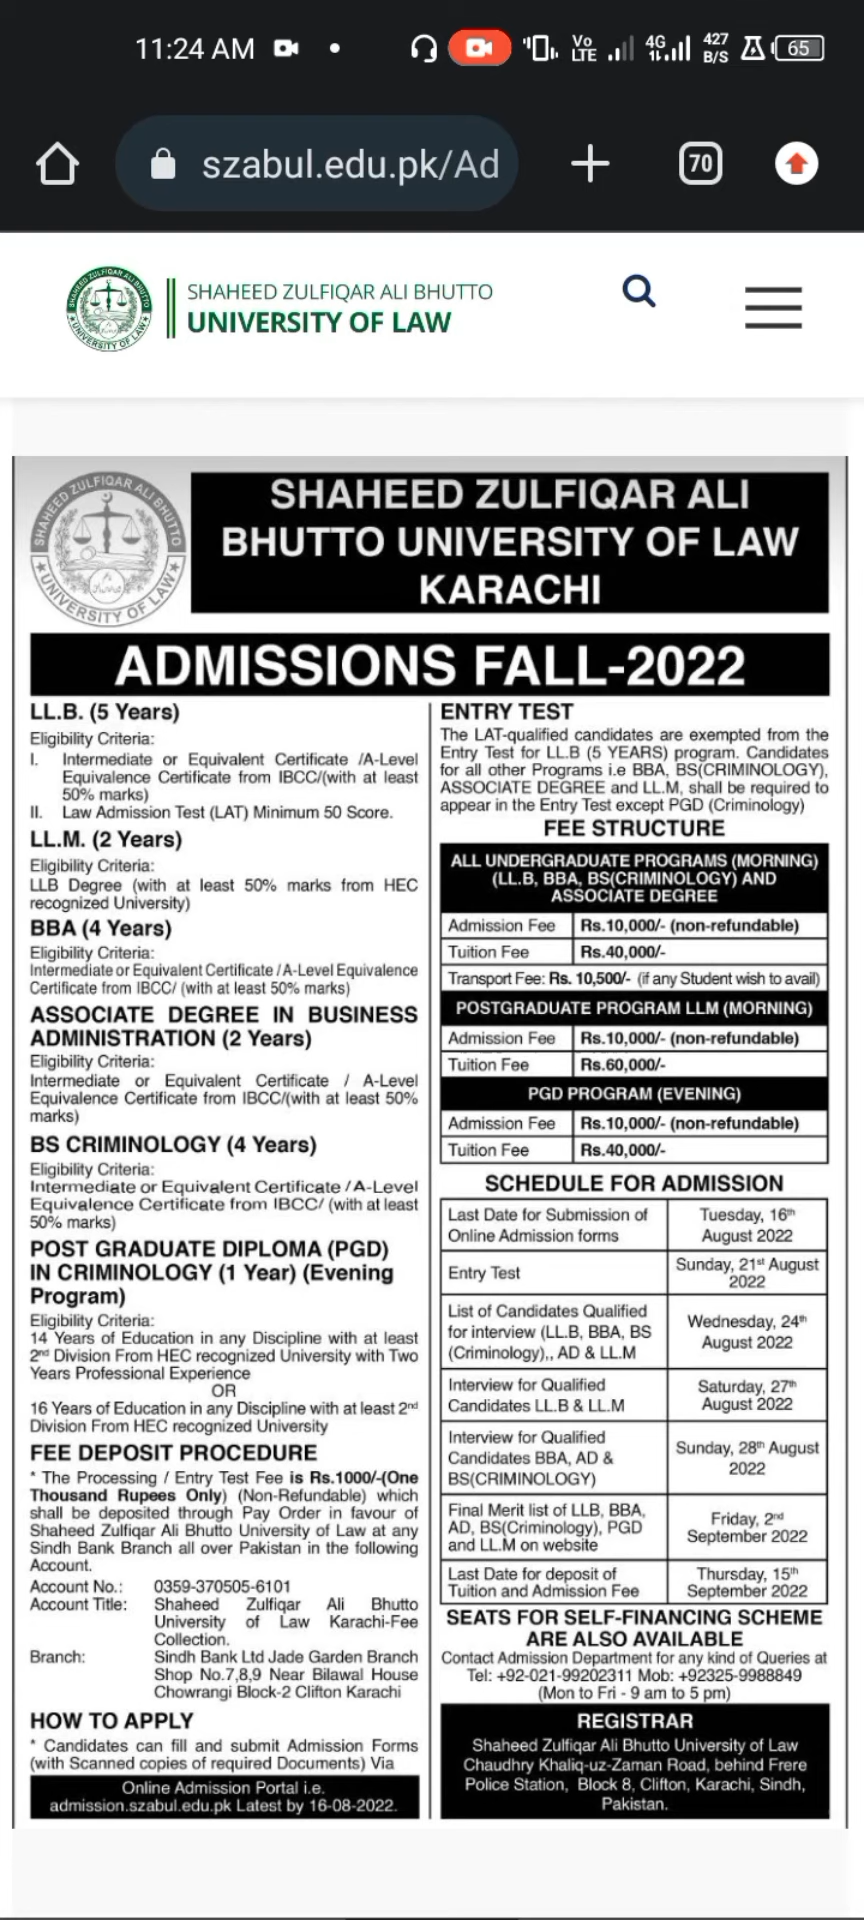 11:24 AM
Vo
LTE
4G
427
B/S
65
szabul.edu.pk/Ad
70
SHAHEED ZULFIQAR ALI BHUTTO
UNIVERSITY OF LAW
SHAHEED ZULFIQAR ALI BHUTTO
UNIVERSITY OF LAW
SHAHEED ZULFIQAR ALI
BHUTTO UNIVERSITY OF LAW
KARACHI
ADMISSIONS FALL-2022
LL.B. (5 Years)
Eligibility Criteria:
I. Intermediate or Equivalent Certificate /A-Level
Equivalence Certificate from IBCC/(with at least
50% marks)
II. Law Admission Test (LAT) Minimum 50 Score.
LL.M. (2 Years)
Eligibility Criteria:
LLB Degree (with at least 50% marks from HEC
recognized University)
BBA (4 Years)
Eligibility Criteria:
Intermediate or Equivalent Certificate / A-Level Equivalence
Certificate from IBCC/ (with at least 50% marks)
ASSOCIATE DEGREE IN BUSINESS
ADMINISTRATION (2 Years)
Eligibility Criteria:
Intermediate or Equivalent Certificate / A-Level
Equivalence Certificate from IBCC/(with at least 50%
marks)
BS CRIMINOLOGY (4 Years)
Eligibility Criteria:
Intermediate or Equivalent Certificate / A-Level
Equivalence Certificate from IBCC/ (with at least
50% marks)
POST GRADUATE DIPLOMA (PGD)
IN CRIMINOLOGY (1 Year) (Evening
Program)
Eligibility Criteria:
14 Years of Education in any Discipline with at least
2nd Division From HEC recognized University with Two
Years Professional Experience
OR
16 Years of Education in any Discipline with at least 2nd
Division From HEC recognized University
FEE DEPOSIT PROCEDURE
* The Processing / Entry Test Fee is Rs.1000/-(One
Thousand Rupees Only) (Non-Refundable) which
shall be deposited through Pay Order in favour of
Shaheed Zulfiqar Ali Bhutto University of Law at any
Sindh Bank Branch all over Pakistan in the following
Account.
Account No.: 0359-370505-6101
Account Title: Shaheed Zulfiqar Ali Bhutto
University of Law Karachi-Fee
Collection.
Branch: Sindh Bank Ltd Jade Garden Branch
Shop No.7,8,9 Near Bilawal House
Chowrangi Block-2 Clifton Karachi
HOW TO APPLY
* Candidates can fill and submit Admission Forms
(with Scanned copies of required Documents) Via
Online Admission Portal i.e.
admission.szabul.edu.pk Latest by 16-08-2022.
ENTRY TEST
The LAT-qualified candidates are exempted from the
Entry Test for LL.B (5 YEARS) program. Candidates
for all other Programs i.e BBA, BS(CRIMINOLOGY),
ASSOCIATE DEGREE and LL.M, shall be required to
appear in the Entry Test except PGD (Criminology)
FEE STRUCTURE
ALL UNDERGRADUATE PROGRAMS (MORNING)
(LL.B, BBA, BS(CRIMINOLOGY) AND
ASSOCIATE DEGREE
Admission Fee Rs.10,000/- (non-refundable)
Tuition Fee Rs.40,000/-
Transport Fee: Rs. 10,500/- (if any Student wish to avail)
POSTGRADUATE PROGRAM LLM (MORNING)
Admission Fee Rs.10,000/- (non-refundable)
Tuition Fee Rs.60,000/-
PGD PROGRAM (EVENING)
Admission Fee Rs.10,000/- (non-refundable)
Tuition Fee Rs.40,000/-
SCHEDULE FOR ADMISSION
Last Date for Submission of Tuesday, 16th
Online Admission forms August 2022
Entry Test Sunday, 21st August
2022
List of Candidates Qualified
for interview (LL.B, BBA, BS Wednesday, 24th
(Criminology),, AD & LL.M August 2022
Interview for Qualified Saturday, 27th
Candidates LL.B & LL.M August 2022
Interview for Qualified
Candidates BBA, AD & Sunday, 28th August
BS(CRIMINOLOGY) 2022
Final Merit list of LLB, BBA,
AD, BS(Criminology), PGD Friday, 2nd
and LL.M on website September 2022
Last Date for deposit of Thursday, 15th
Tuition and Admission Fee September 2022
SEATS FOR SELF-FINANCING SCHEME
ARE ALSO AVAILABLE
Contact Admission Department for any kind of Queries at
Tel: +92-021-99202311 Mob: +92325-9988849
(Mon to Fri - 9 am to 5 pm)
REGISTRAR
Shaheed Zulfiqar Ali Bhutto University of Law
Chaudhry Khaliq-uz-Zaman Road, behind Frere
Police Station, Block 8, Clifton, Karachi, Sindh,
Pakistan.